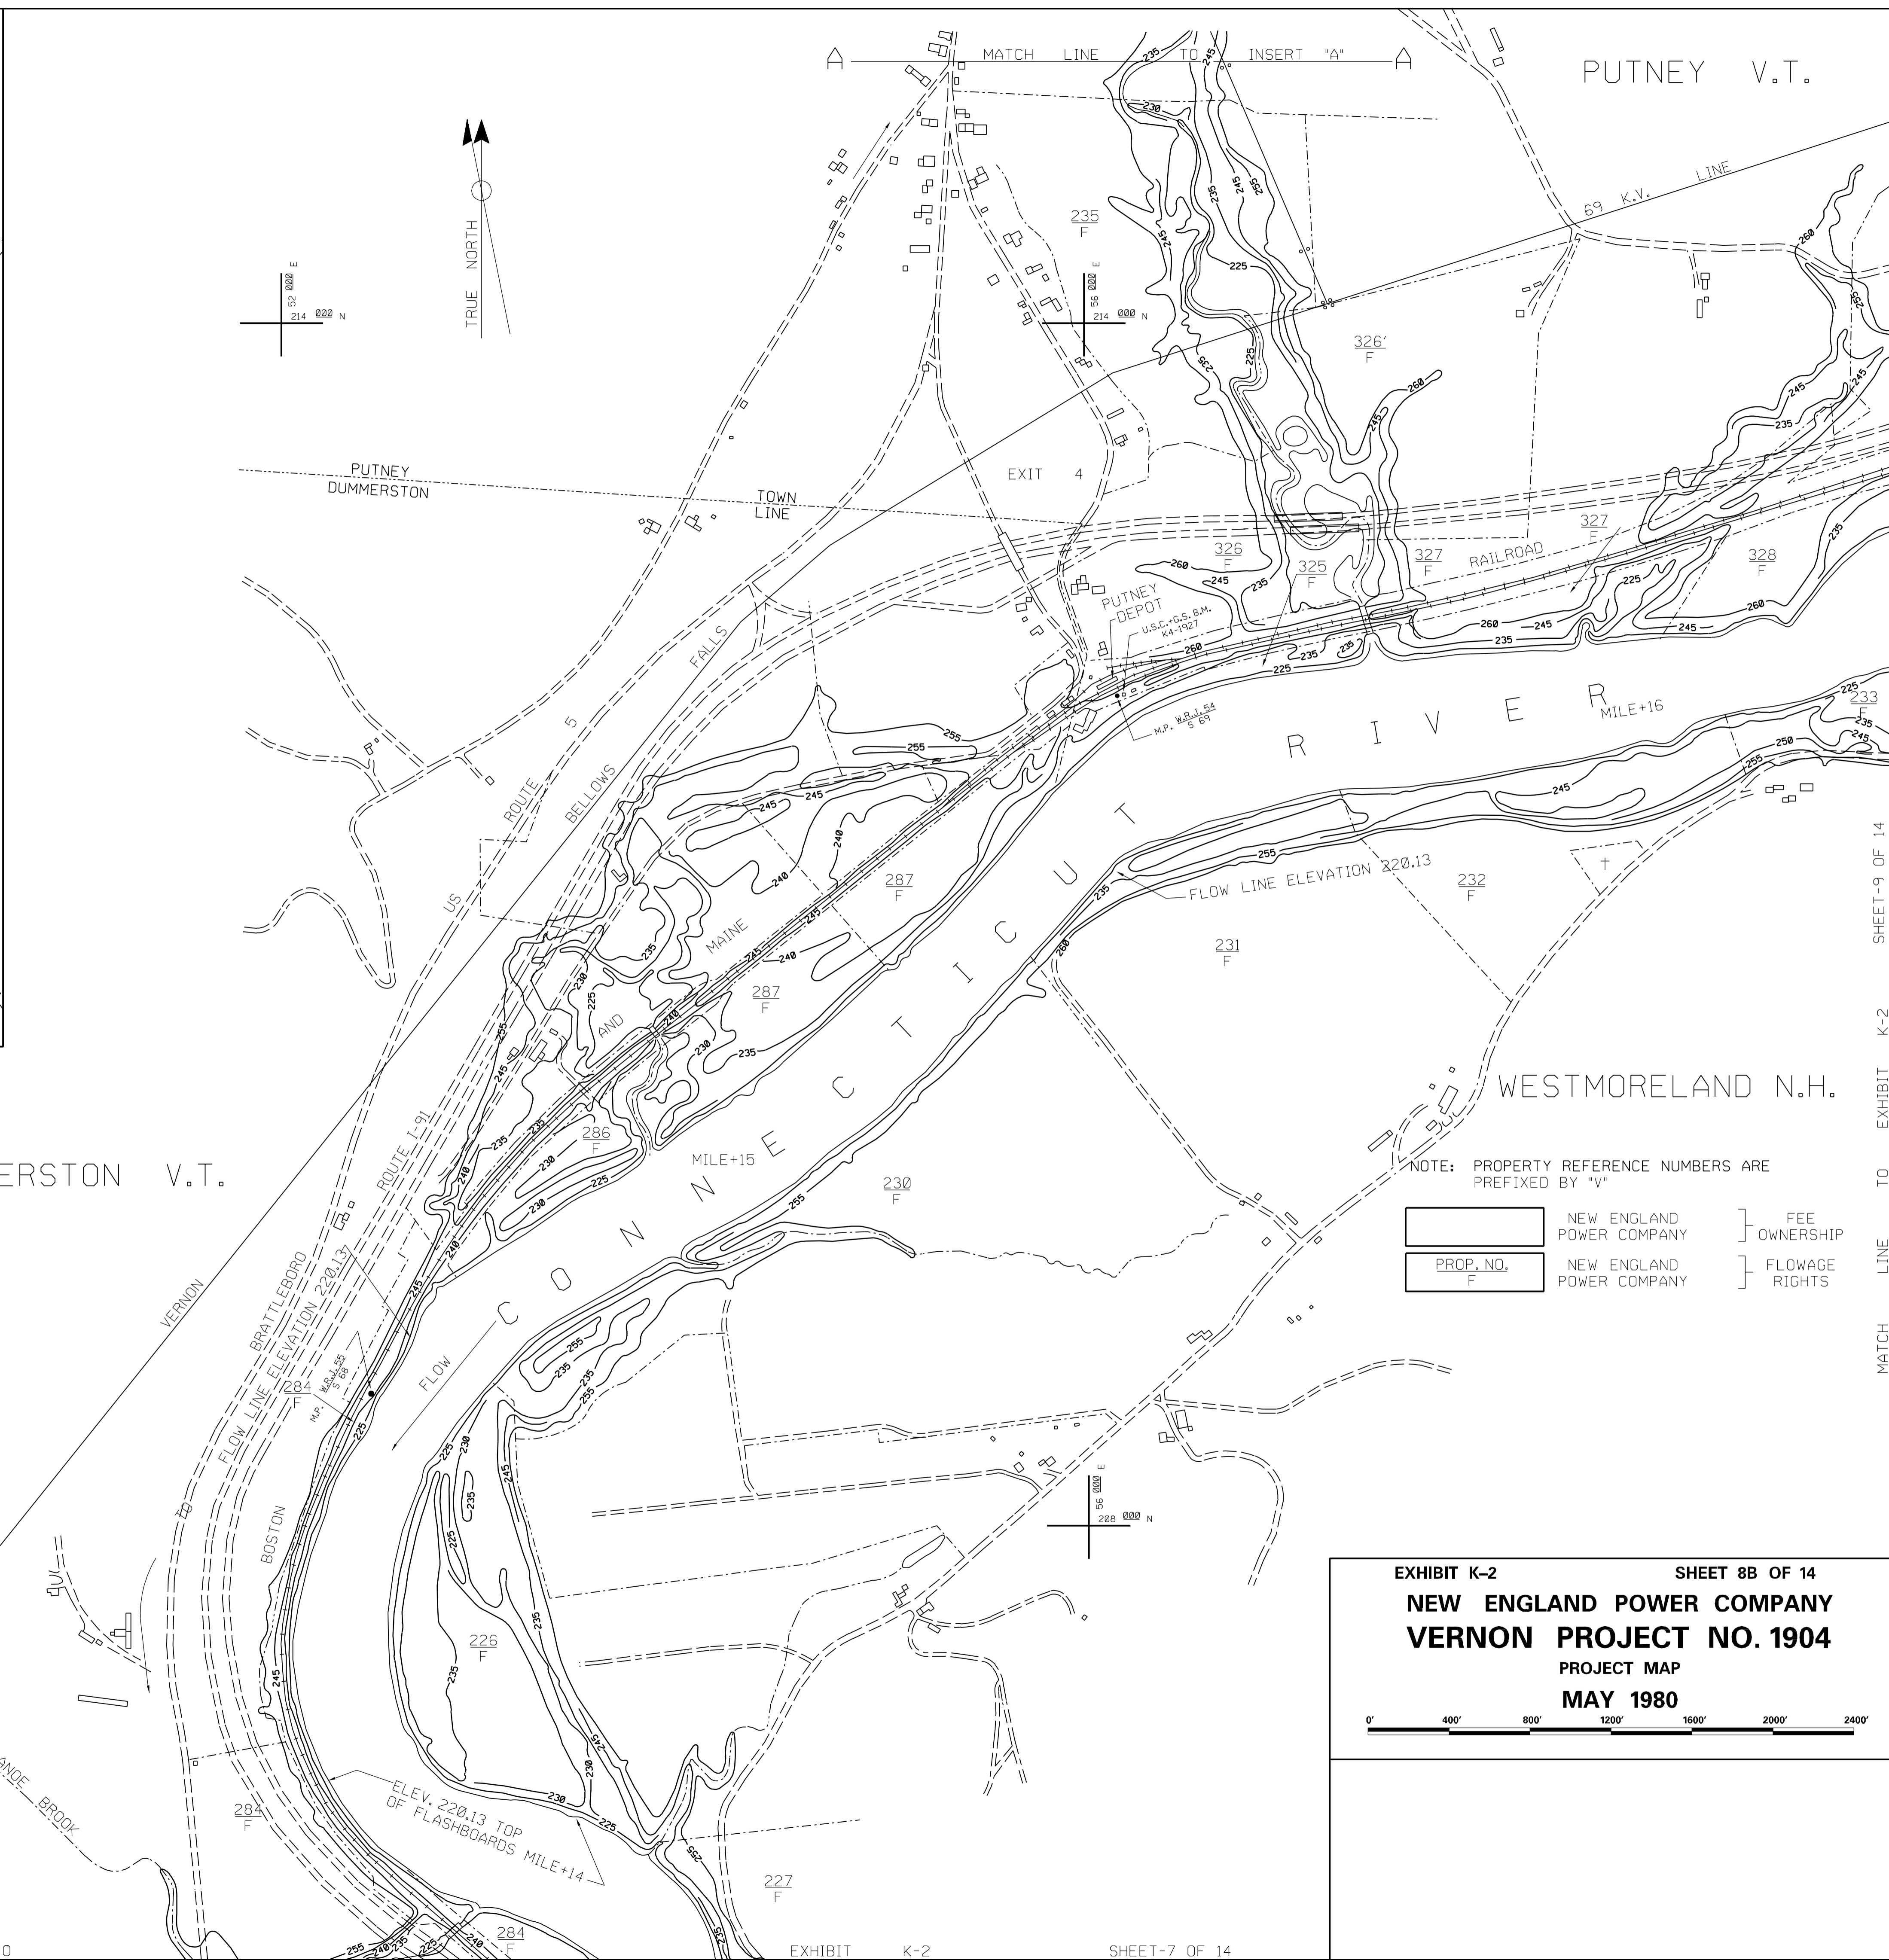 A MATCH LINE TO INSERT "A" A
PUTNEY V.T.
TRUE NORTH
52 000 E
214 000 N
56 000 E
214 000 N
69 K.V. LINE
235
F
326'
F
PUTNEY
DUMMERSTON
TOWN
LINE
EXIT 4
326
F
325
F
327
F
327
F
328
F
RAILROAD
PUTNEY
DEPOT
U.S.C.+G.S. B.M.
K4-1927
M.P. W.R.J. 54
S 69
MILE+16
233
F
US ROUTE 5
BELLOWS FALLS
CONNECTICUT RIVER
FLOW LINE ELEVATION 220.13
287
F
232
F
231
F
MAINE
AND
287
F
SHEET-9 OF 14
EXHIBIT K-2
MATCH LINE TO
WESTMORELAND N.H.
286
F
MILE+15
230
F
ERSTON V.T.
ROUTE I-91
VERNON
BRATTLEBORO
TO
FLOW LINE ELEVATION 220.13
284
F
M.P. W.R.J. 55
S 68
FLOW
BOSTON
NOTE: PROPERTY REFERENCE NUMBERS ARE
PREFIXED BY "V"
NEW ENGLAND
POWER COMPANY
FEE
OWNERSHIP
PROP. NO.
F
NEW ENGLAND
POWER COMPANY
FLOWAGE
RIGHTS
56 000 E
208 000 N
226
F
ELEV. 220.13 TOP
OF FLASHBOARDS MILE+14
284
F
ANOE BROOK
227
F
284
F
EXHIBIT K-2 SHEET-7 OF 14
EXHIBIT K–2 SHEET 8B OF 14
NEW ENGLAND POWER COMPANY
VERNON PROJECT NO. 1904
PROJECT MAP
MAY 1980
0' 400' 800' 1200' 1600' 2000' 2400'